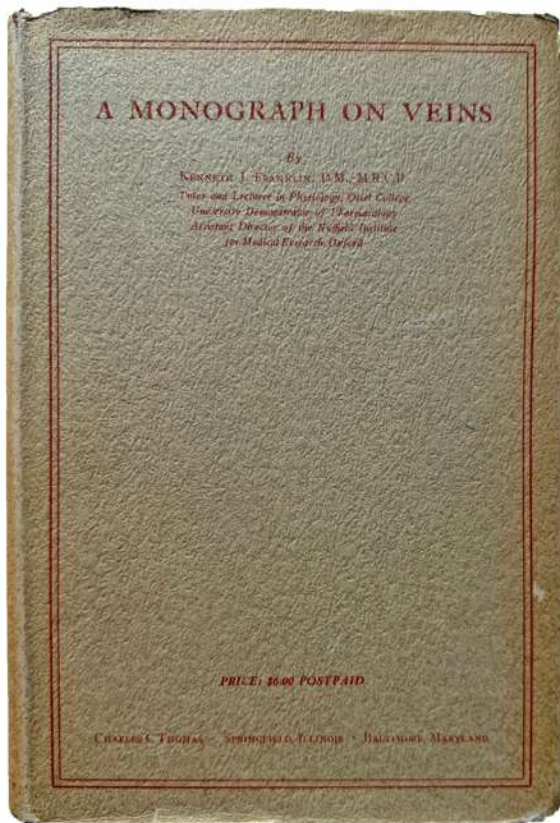 A MONOGRAPH ON VEINS
By
KENNETH J. FRANKLIN, D.M., M.R.C.P.
Tutor and Lecturer in Physiology, Oriel College
University Demonstrator of Pharmacology
Assistant Director of the Nuffield Institute
for Medical Research, Oxford
PRICE: $6.00 POSTPAID
CHARLES C THOMAS · SPRINGFIELD, ILLINOIS · BALTIMORE, MARYLAND